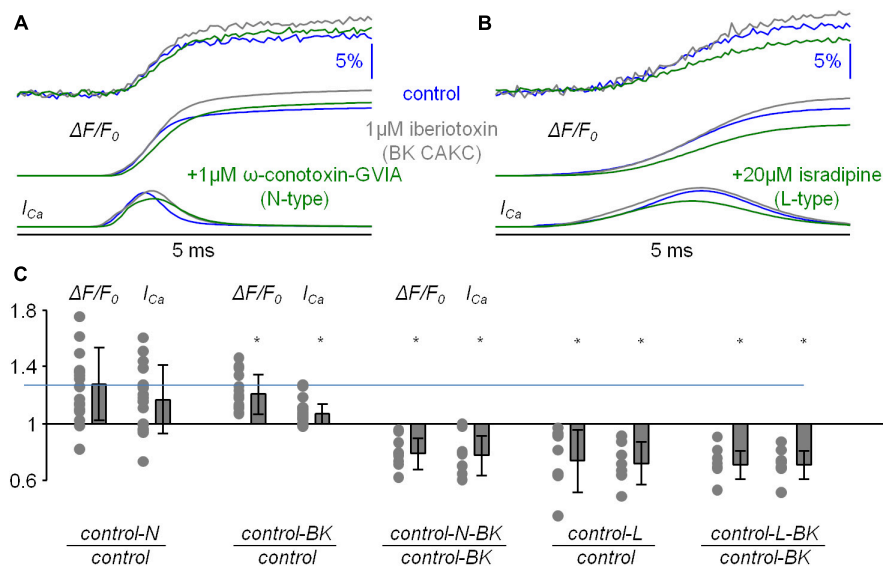 A
B
5%
5%
control
ΔF/F0
1μM iberiotoxin
(BK CAKC)
ΔF/F0
+1μM ω-conotoxin-GVIA
(N-type)
+20μM isradipine
(L-type)
ICa
ICa
5 ms
5 ms
C
ΔF/F0 ICa ΔF/F0 ICa ΔF/F0 ICa
1.8
* * * * * * * *
1.4
1
0.6
control-N control-BK control-N-BK control-L control-L-BK
control control control-BK control control-BK